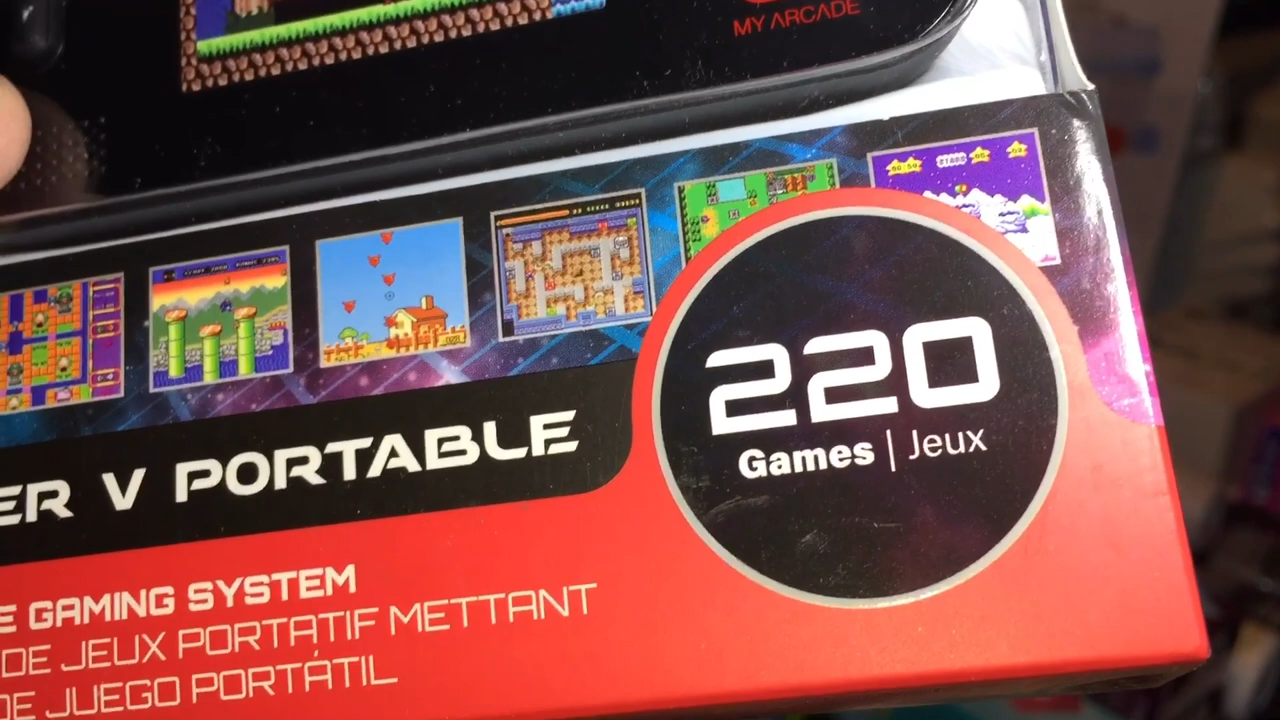 MY ARCADE
220
Games | Jeux
ER V PORTABLE
E GAMING SYSTEM
DE JEUX PORTATIF METTANT
DE JUEGO PORTÁTIL